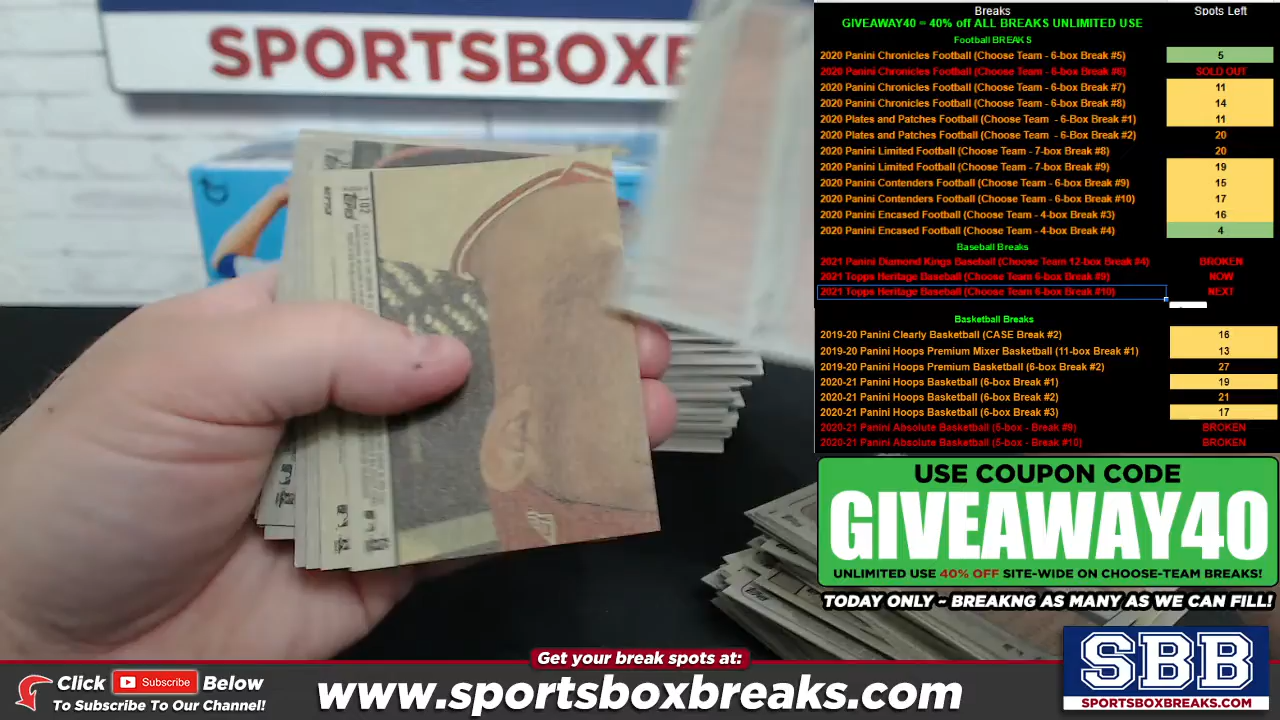 SPORTSBOXE
102
Topps
Breaks Spots Left
GIVEAWAY40 = 40% off ALL BREAKS UNLIMITED USE
Football BREAKS
2020 Panini Chronicles Football (Choose Team - 6-box Break #5) 5
2020 Panini Chronicles Football (Choose Team - 6-box Break #6) SOLD OUT
2020 Panini Chronicles Football (Choose Team - 6-box Break #7) 11
2020 Panini Chronicles Football (Choose Team - 6-box Break #8) 14
2020 Plates and Patches Football (Choose Team - 6-Box Break #1) 11
2020 Plates and Patches Football (Choose Team - 6-Box Break #2) 20
2020 Panini Limited Football (Choose Team - 7-box Break #8) 20
2020 Panini Limited Football (Choose Team - 7-box Break #9) 19
2020 Panini Contenders Football (Choose Team - 6-box Break #9) 15
2020 Panini Contenders Football (Choose Team - 6-box Break #10) 17
2020 Panini Encased Football (Choose Team - 4-box Break #3) 16
2020 Panini Encased Football (Choose Team - 4-box Break #4) 4
Baseball Breaks
2021 Panini Diamond Kings Baseball (Choose Team 12-box Break #4) BROKEN
2021 Topps Heritage Baseball (Choose Team 6-box Break #9) NOW
2021 Topps Heritage Baseball (Choose Team 6-box Break #10) NEXT
Basketball Breaks
2019-20 Panini Clearly Basketball (CASE Break #2) 16
2019-20 Panini Hoops Premium Mixer Basketball (11-box Break #1) 13
2019-20 Panini Hoops Premium Basketball (6-box Break #2) 27
2020-21 Panini Hoops Basketball (6-box Break #1) 19
2020-21 Panini Hoops Basketball (6-box Break #2) 21
2020-21 Panini Hoops Basketball (6-box Break #3) 17
2020-21 Panini Absolute Basketball (5-box - Break #9) BROKEN
2020-21 Panini Absolute Basketball (5-box - Break #10) BROKEN
USE COUPON CODE
GIVEAWAY40
UNLIMITED USE 40% OFF SITE-WIDE ON CHOOSE-TEAM BREAKS!
TODAY ONLY ~ BREAKNG AS MANY AS WE CAN FILL!
Get your break spots at:
Click Subscribe Below
To Subscribe To Our Channel!
www.sportsboxbreaks.com
SBB
SPORTSBOXBREAKS.COM